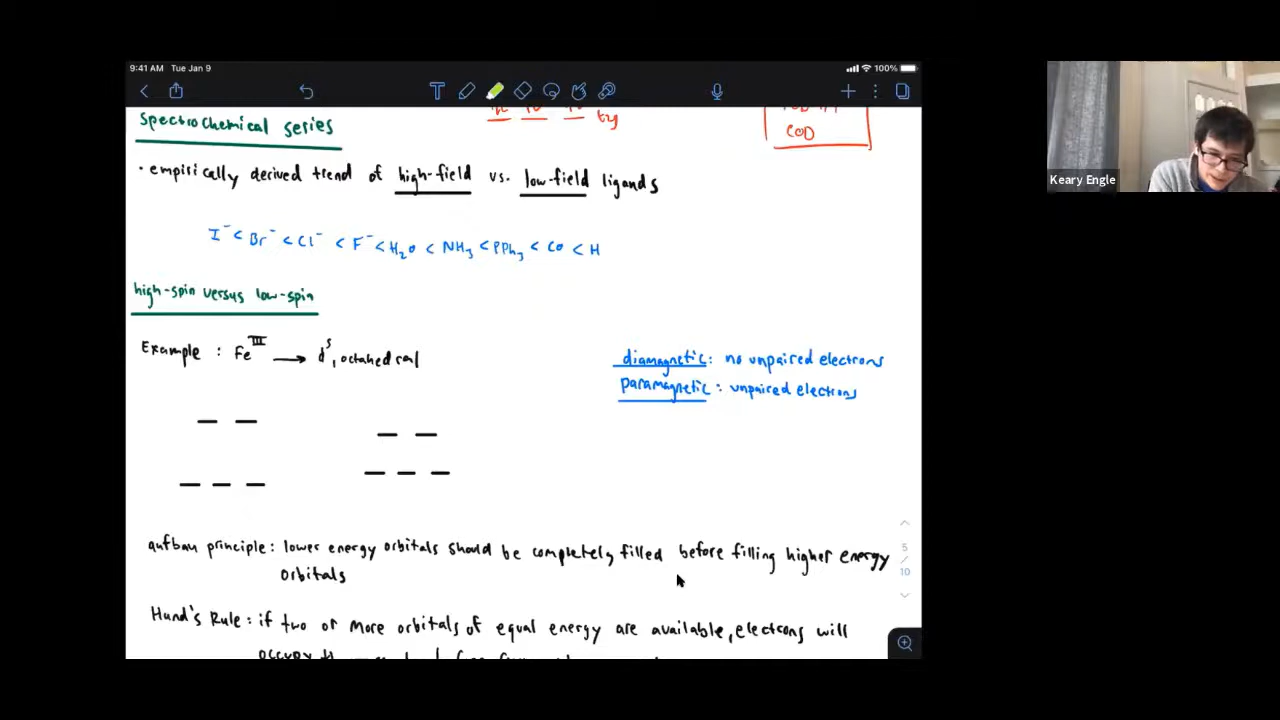 9:41 AM Tue Jan 9
100%
T
COD
Spectrochemical series
• empirically derived trend of high-field vs. low-field ligands
I⁻ < Br⁻ < Cl⁻ < F⁻ < H₂O < NH₃ < PPh₃ < CO < H
high-spin versus low-spin
Example : Fe^III → d⁵, octahedral
diamagnetic : no unpaired electrons
paramagnetic : unpaired electrons
aufbau principle : lower energy orbitals should be completely filled before filling higher energy
orbitals
Hund's Rule : if two or more orbitals of equal energy are available, electrons will
occupy
5
/
10
Keary Engle